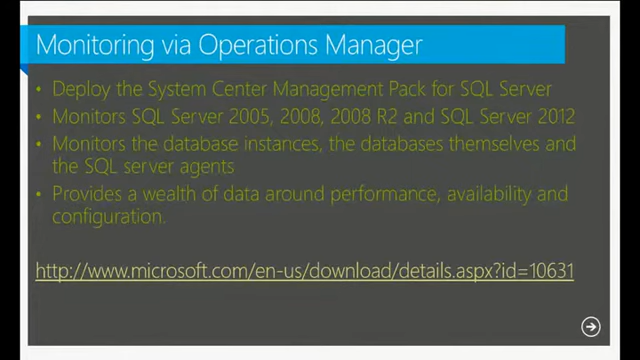 Monitoring via Operations Manager
• Deploy the System Center Management Pack for SQL Server
• Monitors SQL Server 2005, 2008, 2008 R2 and SQL Server 2012
• Monitors the database instances, the databases themselves and
the SQL server agents
• Provides a wealth of data around performance, availability and
configuration.
http://www.microsoft.com/en-us/download/details.aspx?id=10631